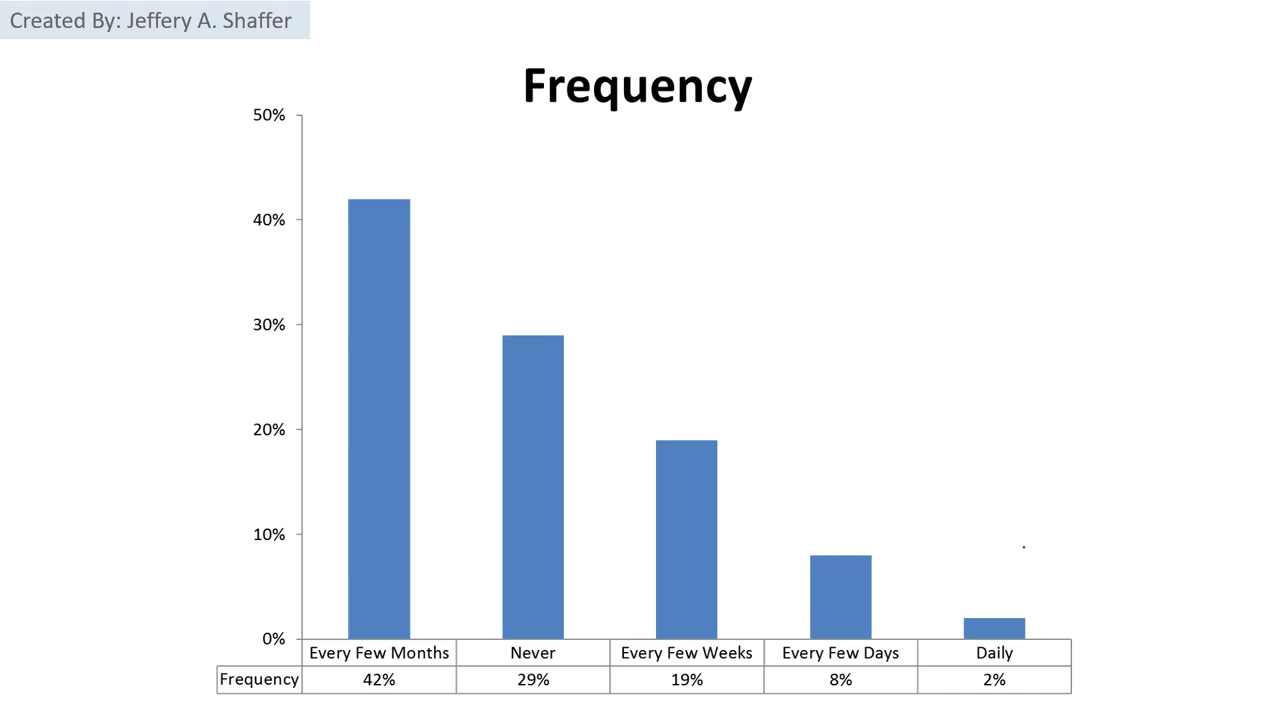 Created By: Jeffery A. Shaffer
Frequency
50%
40%
30%
20%
10%
0%
Every Few Months Never Every Few Weeks Every Few Days Daily
Frequency 42% 29% 19% 8% 2%